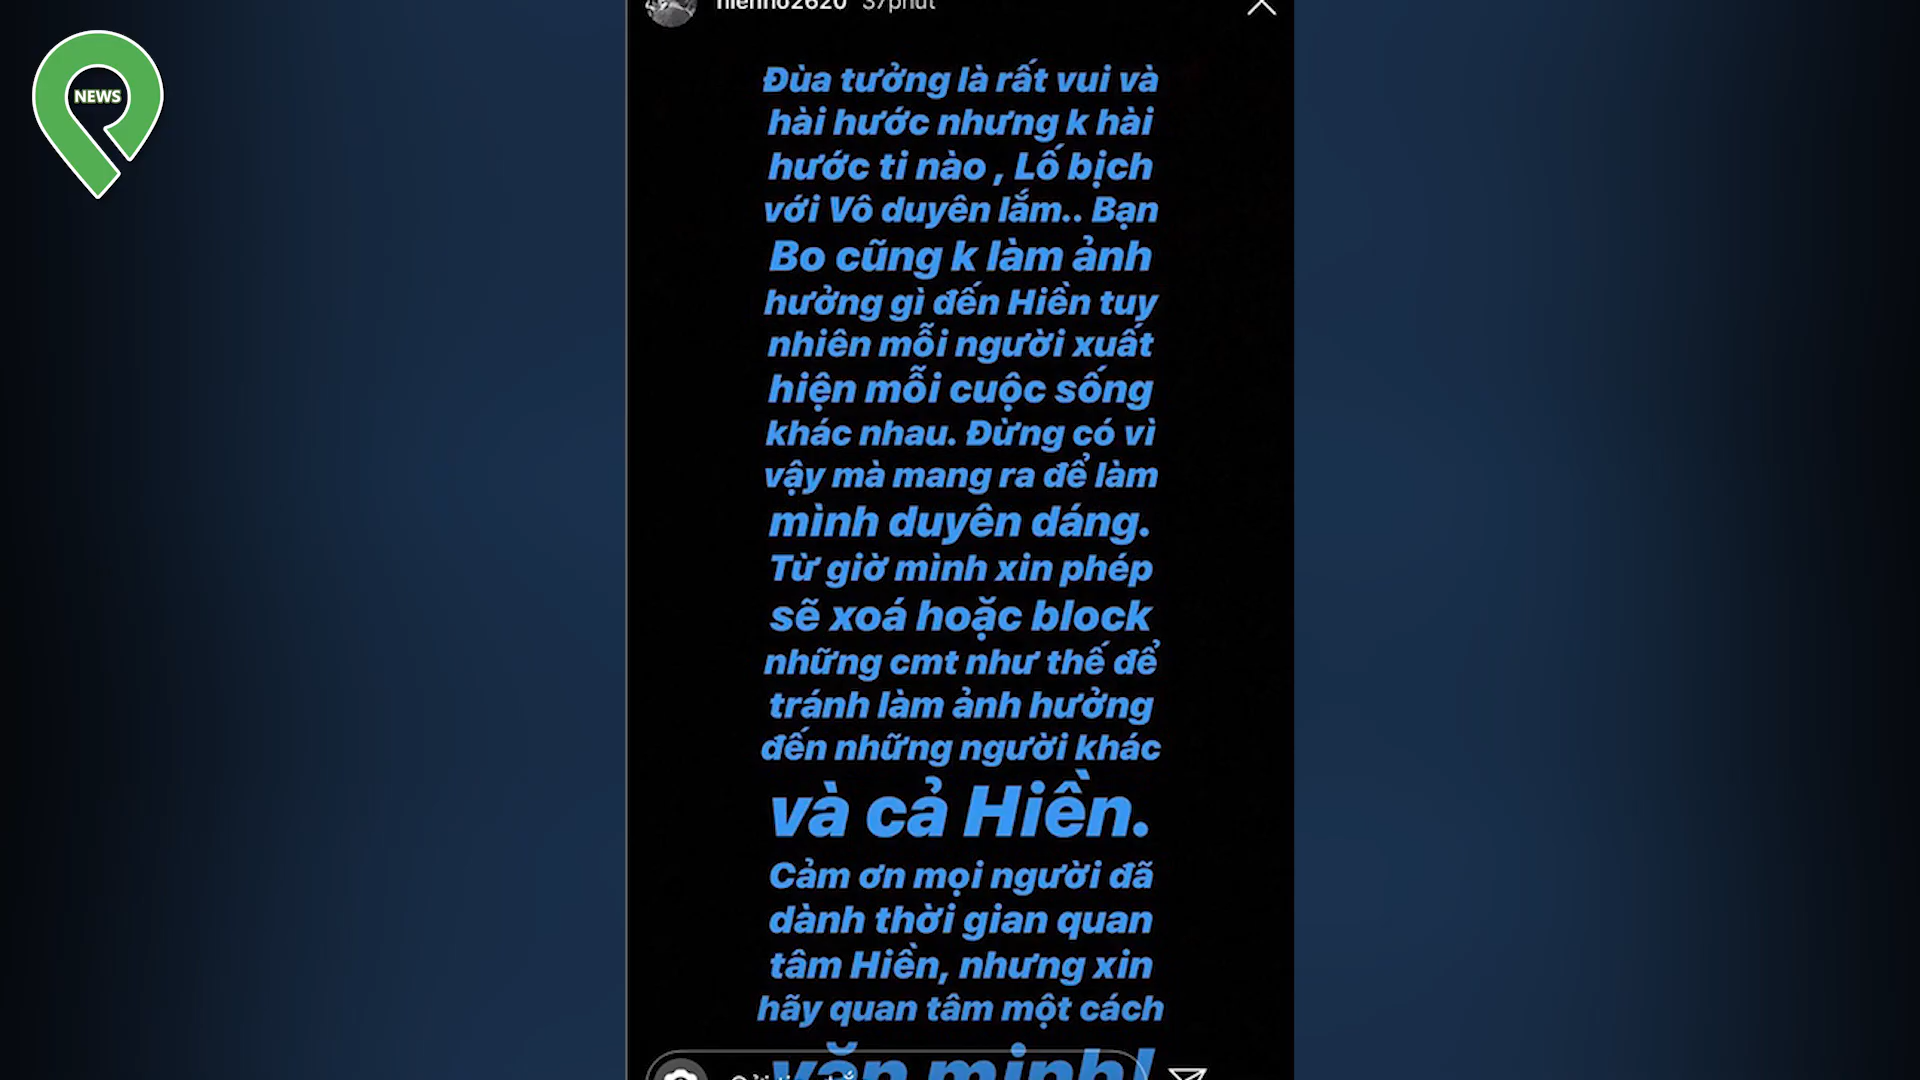 NEWS
hienho2620 37phút
Đùa tưởng là rất vui và
hài hước nhưng k hài
hước tí nào , Lố bịch
với Vô duyên lắm.. Bạn
Bo cũng k làm ảnh
hưởng gì đến Hiền tuy
nhiên mỗi người xuất
hiện mỗi cuộc sống
khác nhau. Đừng có vì
vậy mà mang ra để làm
mình duyên dáng.
Từ giờ mình xin phép
sẽ xoá hoặc block
những cmt như thế để
tránh làm ảnh hưởng
đến những người khác
và cả Hiền.
Cảm ơn mọi người đã
dành thời gian quan
tâm Hiền, nhưng xin
hãy quan tâm một cách
văn minh!